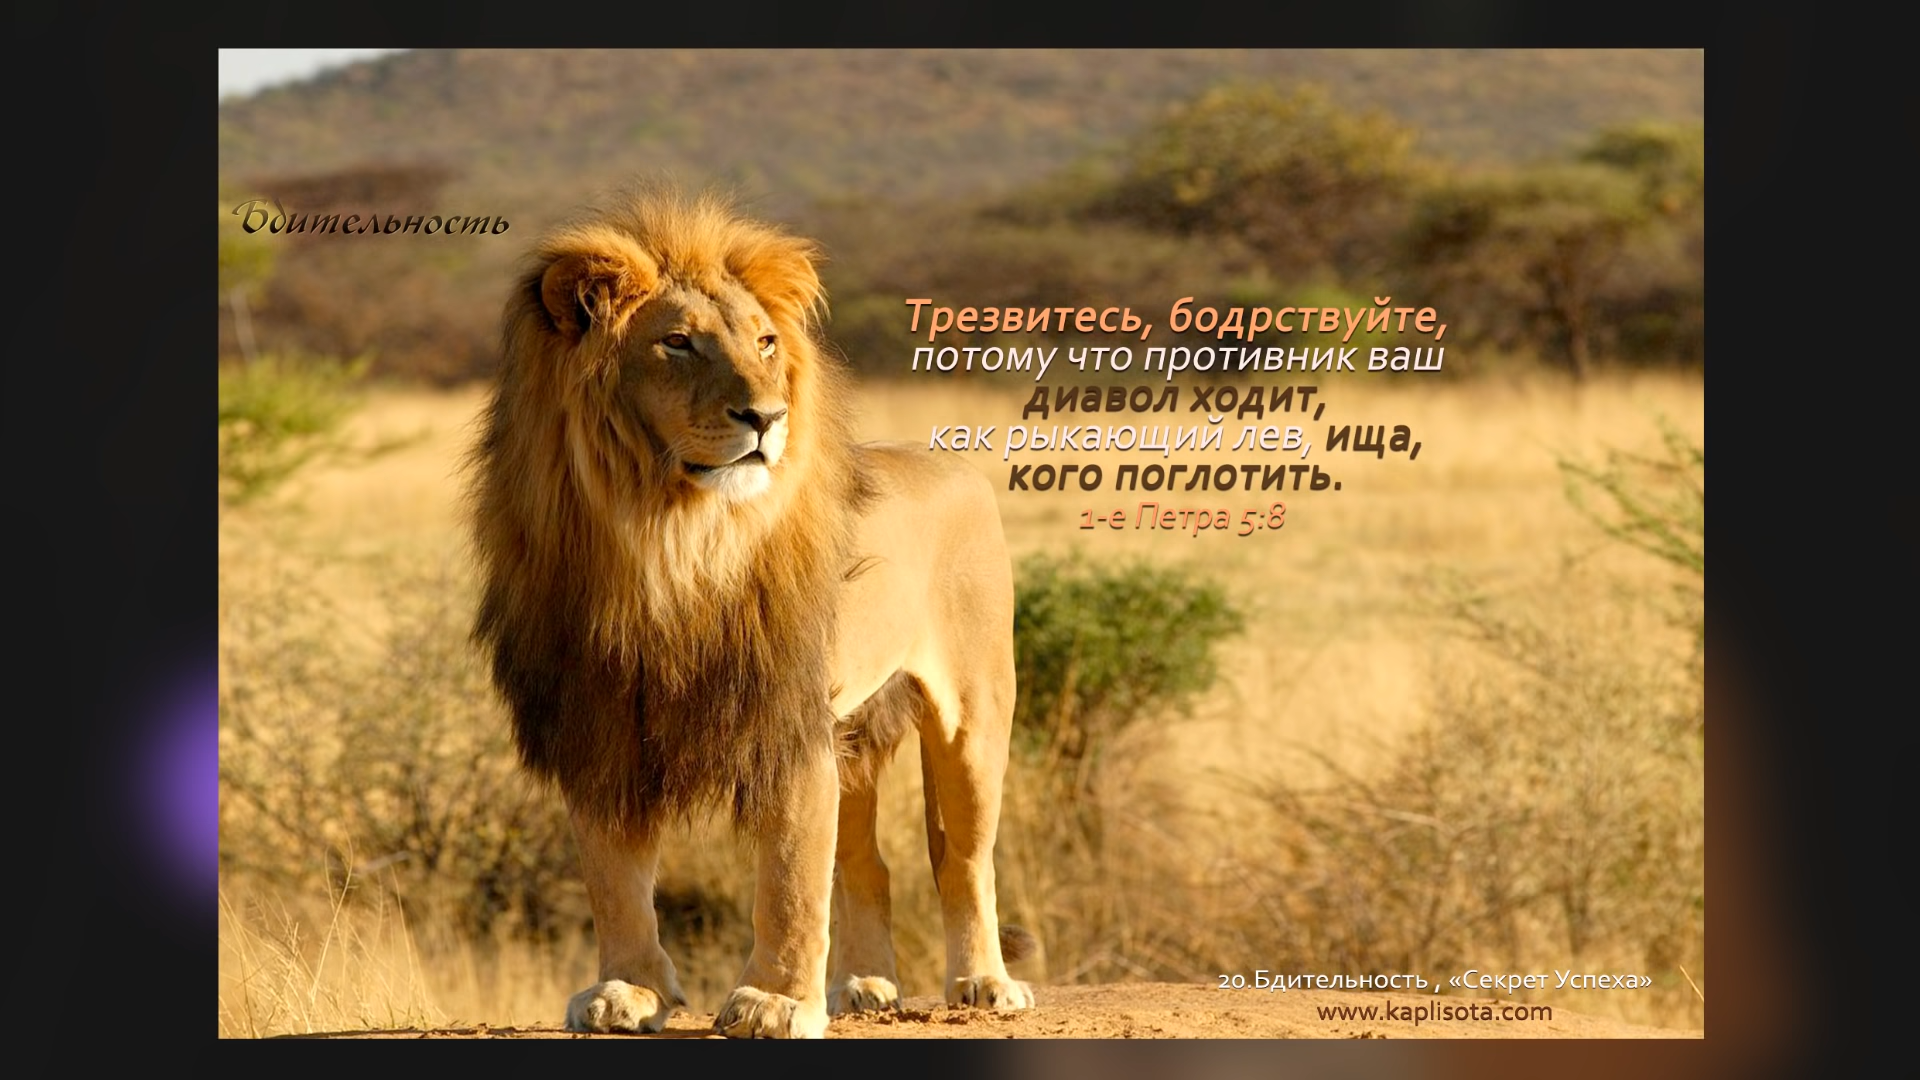 Бдительность
Трезвитесь, бодрствуйте,
потому что противник ваш
диавол ходит,
как рыкающий лев, ища,
кого поглотить.
1-е Петра 5:8
20.Бдительность , «Секрет Успеха»
www.kaplisota.com